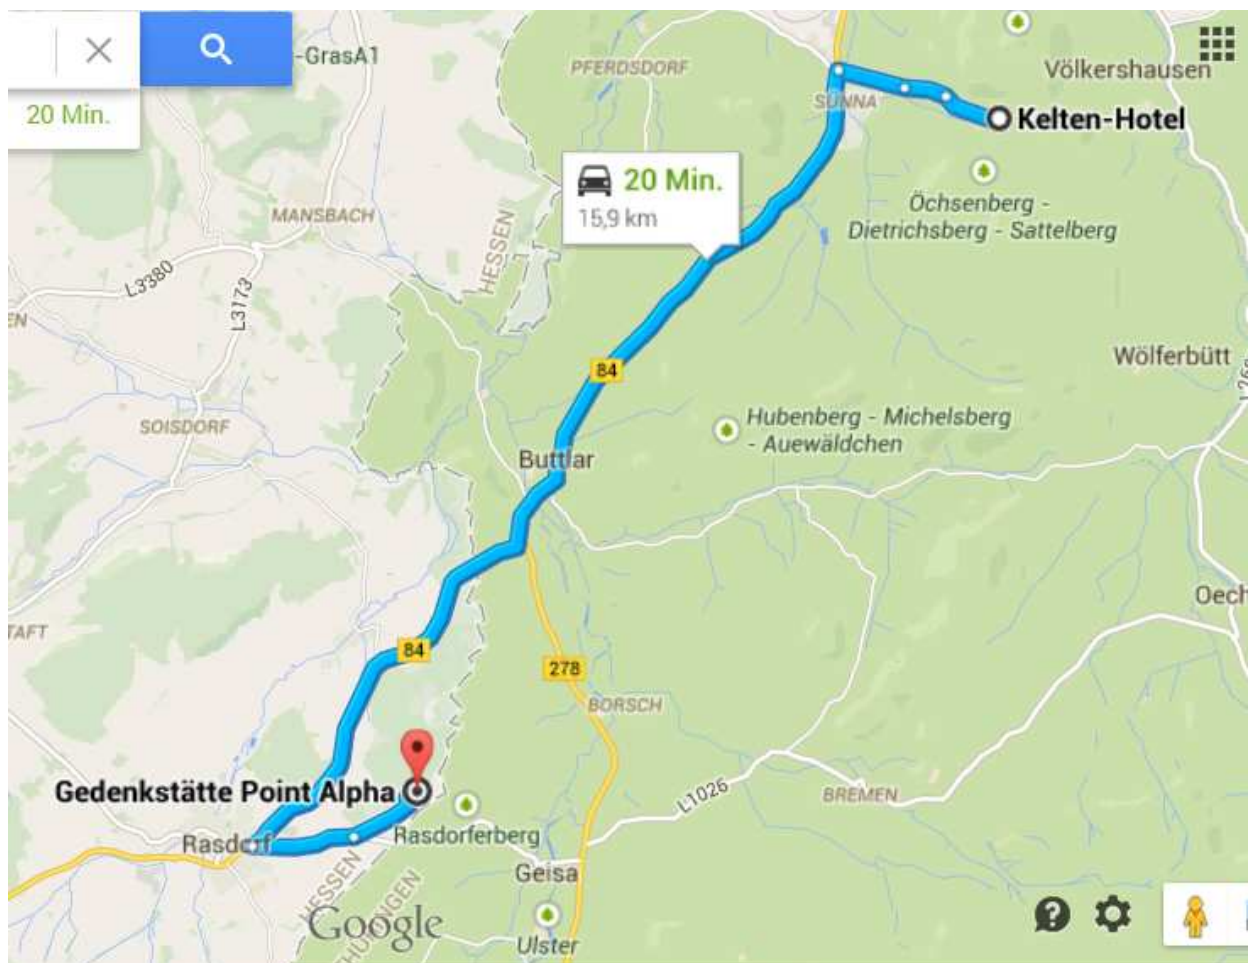 -GrasA1
20 Min.
PFERDSDORF
Völkershausen
SÜNNA
Kelten-Hotel
20 Min.
15,9 km
MANSBACH
HESSEN
Öchsenberg -
Dietrichsberg - Sattelberg
L3380
L3173
EN
Wölferbütt
84
SOISDORF
Hubenberg - Michelsberg
- Auewäldchen
Buttlar
Oech
TAFT
84
278
BORSCH
Gedenkstätte Point Alpha
L1026
BREMEN
Rasdorf
Rasdorferberg
Geisa
HESSEN
THÜRINGEN
Google
Ulster